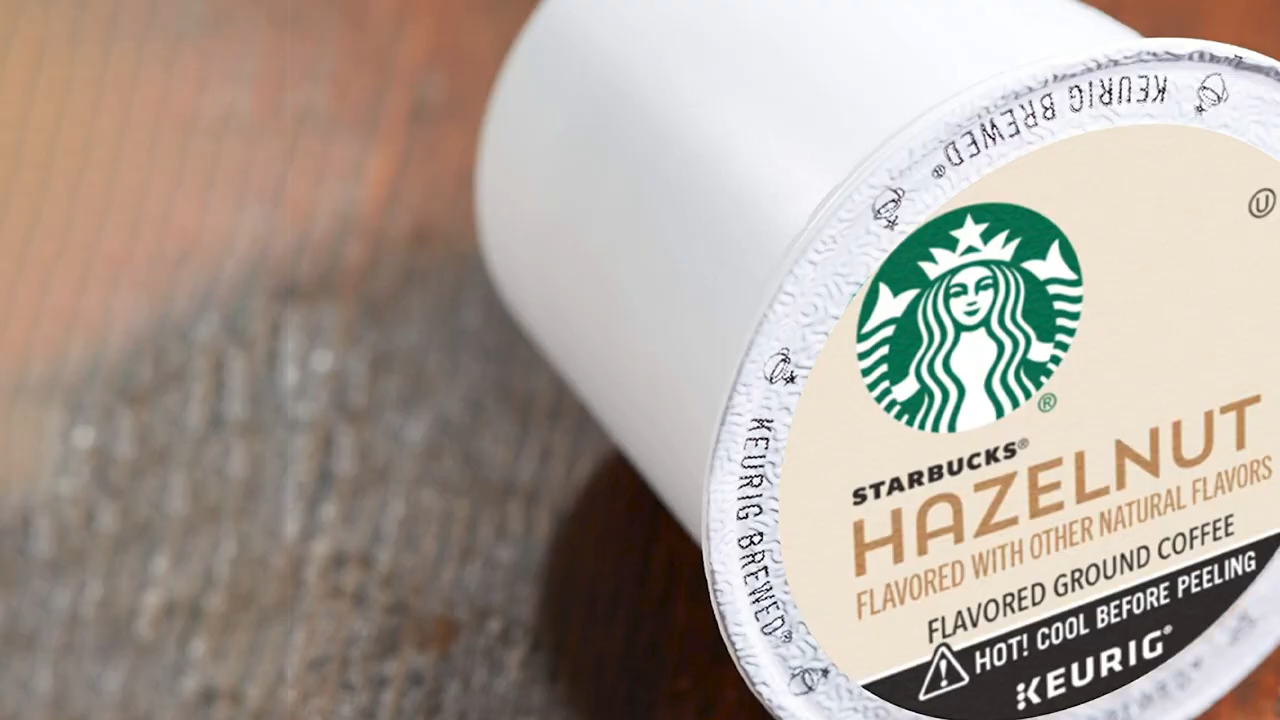 KEURIG BREWED®
Ⓤ
®
STARBUCKS®
HAZELNUT
FLAVORED WITH OTHER NATURAL FLAVORS
FLAVORED GROUND COFFEE
HOT! COOL BEFORE PEELING
KEURIG®
KEURIG BREWED®